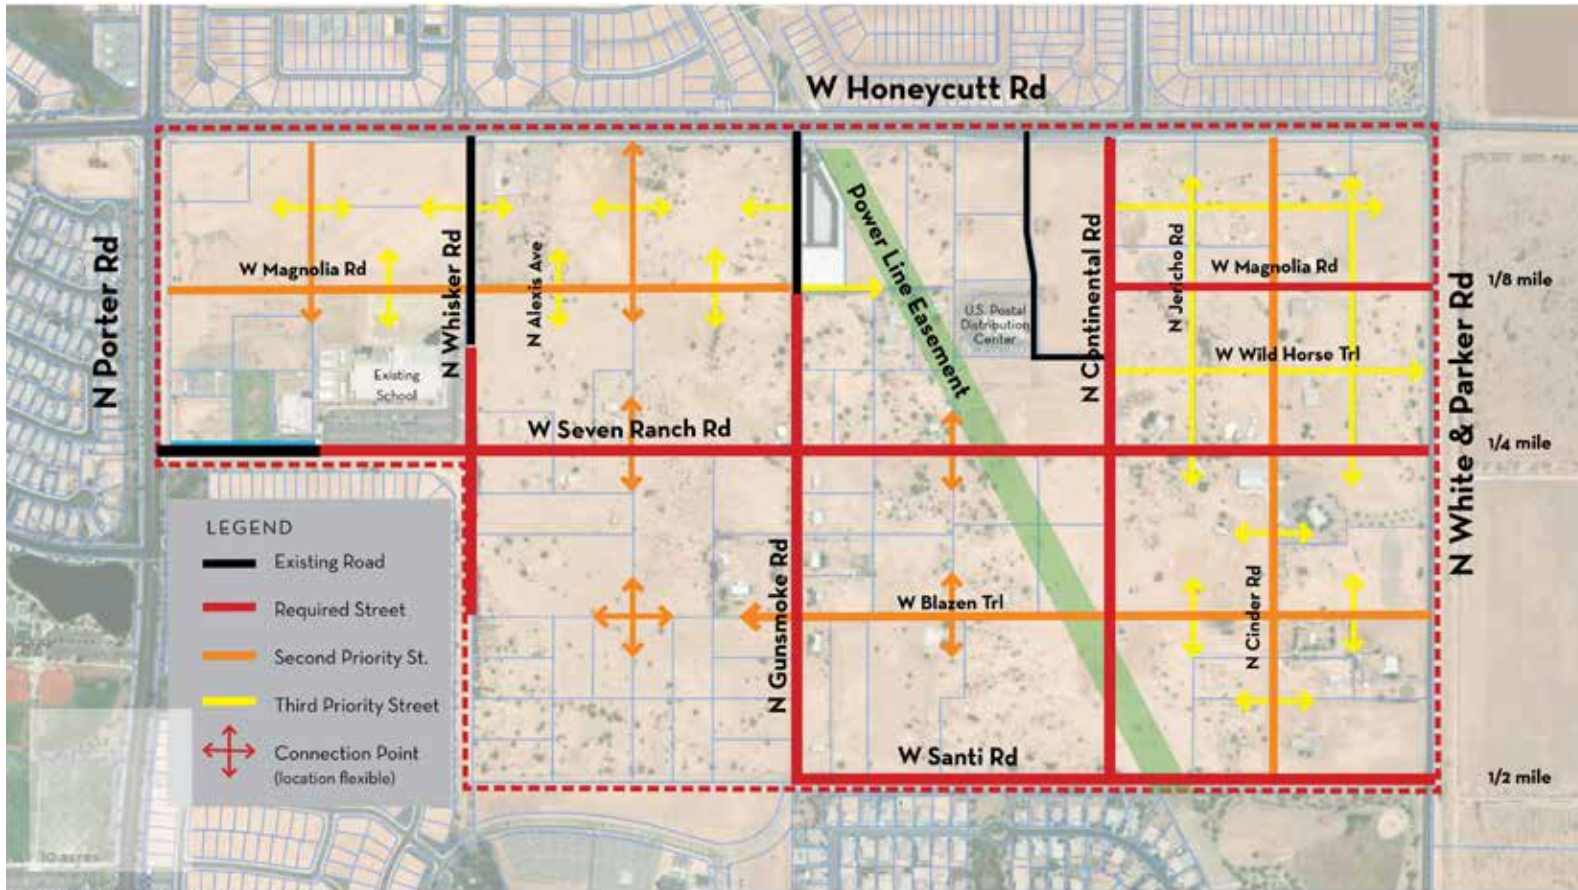 W Honeycutt Rd
N Porter Rd
N Whisker Rd
N Alexis Ave
W Magnolia Rd
Power Line Easement
N Continental Rd
N Jericho Rd
W Magnolia Rd
N White & Parker Rd
1/8 mile
U.S. Postal
Distribution
Center
W Wild Horse Trl
Existing
School
W Seven Ranch Rd
1/4 mile
LEGEND
Existing Road
Required Street
Second Priority St.
Third Priority Street
Connection Point
(location flexible)
N Gunsmoke Rd
W Blazen Trl
N Cinder Rd
W Santi Rd
1/2 mile
10 acres